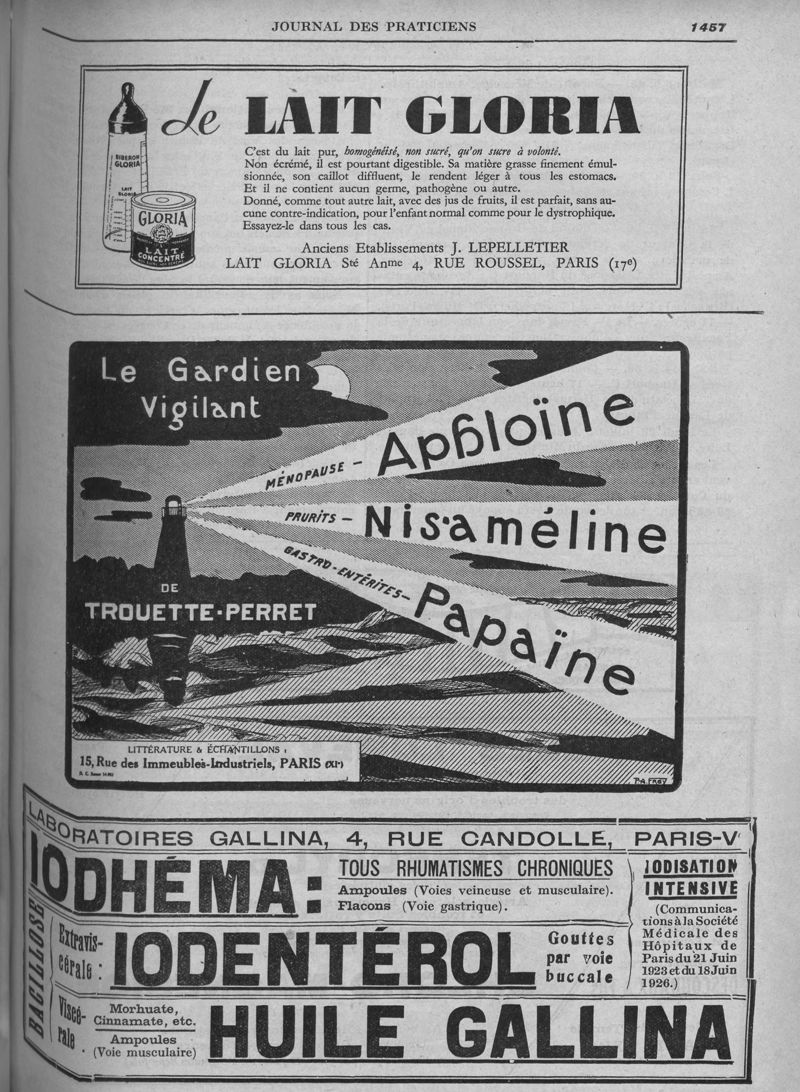 JOURNAL DES PRATICIENS
1457
Le LAIT GLORIA
C'est du lait pur, homogénéisé, non sucré, qu'on sucre à volonté.
Non écrémé, il est pourtant digestible. Sa matière grasse finement émul-
sionnée, son caillot diffluent, le rendent léger à tous les estomacs.
Et il ne contient aucun germe, pathogène ou autre.
Donné, comme tout autre lait, avec des jus de fruits, il est parfait, sans au-
cune contre-indication, pour l'enfant normal comme pour le dystrophique.
Essayez-le dans tous les cas.
Anciens Etablissements J. LEPELLETIER
LAIT GLORIA Sté Anme 4, RUE ROUSSEL, PARIS (17e)
BIBERON
GLORIA
LAIT
GLORIA
GLORIA
LAIT
CONCENTRÉ
Le Gardien
Vigilant
MÉNOPAUSE - Aphloïne
PRURITS - Nisaméline
GASTRO-ENTÉRITES - Papaïne
DE
TROUETTE-PERRET
LITTÉRATURE & ÉCHANTILLONS :
15, Rue des Immeubles-Industriels, PARIS (XIe)
LABORATOIRES GALLINA, 4, RUE CANDOLLE, PARIS-Ve
IODHÉMA:
TOUS RHUMATISMES CHRONIQUES
Ampoules (Voies veineuse et musculaire).
Flacons (Voie gastrique).
IODISATION
INTENSIVE
(Communica-
tions à la Société
Médicale des
Hôpitaux de
Paris du 21 Juin
1923 et du 18 Juin
1926.)
BACILLOSE
Extravis-
cérale :
IODENTÉROL
Gouttes
par voie
buccale
Viscé-
rale
Morhuate,
Cinnamate, etc.
Ampoules
(Voie musculaire)
HUILE GALLINA